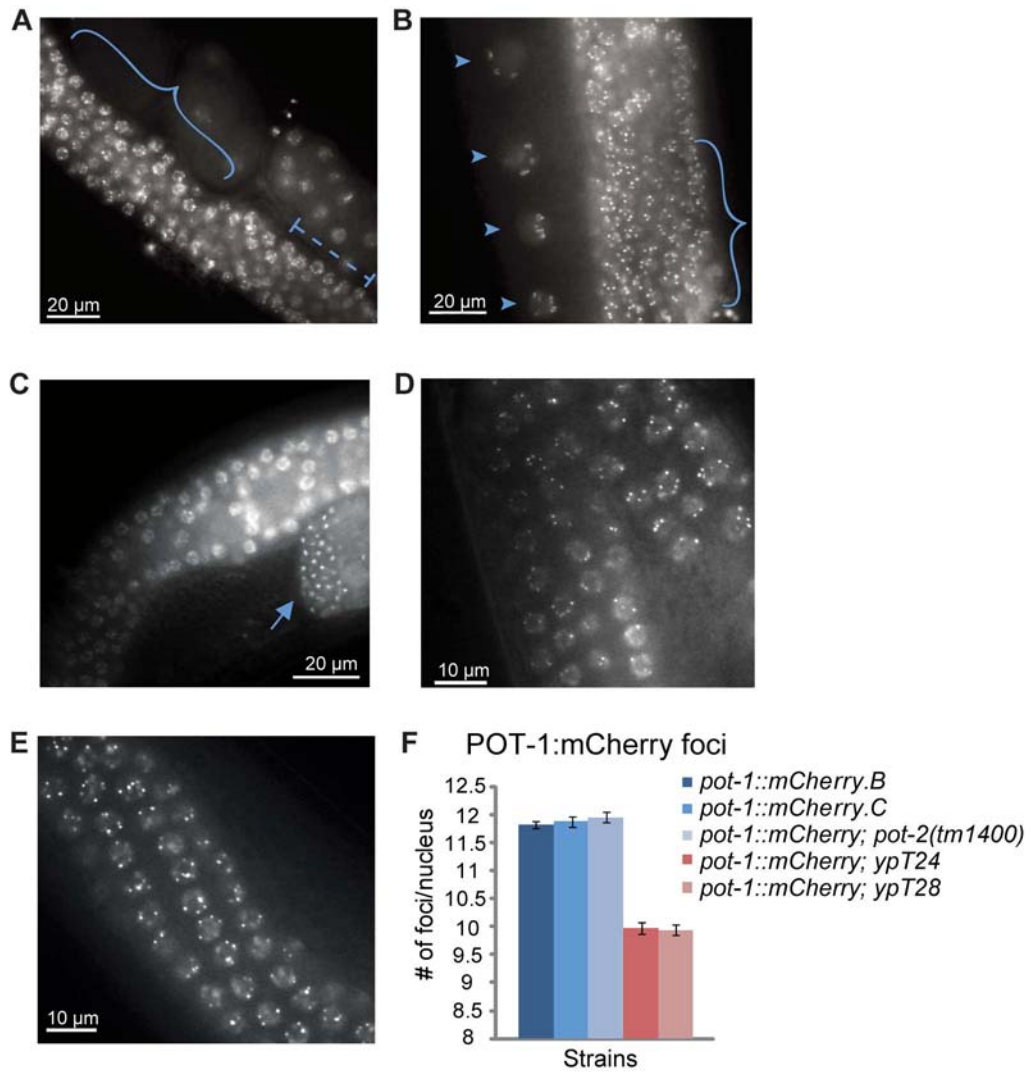 A
20 µm
B
20 µm
C
20 µm
D
10 µm
E
10 µm
F
POT-1:mCherry foci
# of foci/nucleus
12.5
12
11.5
11
10.5
10
9.5
9
8.5
8
Strains
pot-1::mCherry.B
pot-1::mCherry.C
pot-1::mCherry; pot-2(tm1400)
pot-1::mCherry; ypT24
pot-1::mCherry; ypT28